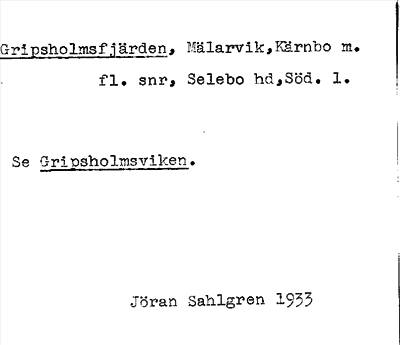 Gripsholmsfjärden, Mälarvik,Kärnbo m.
fl. snr, Selebo hd,Söd. l.
Se Gripsholmsviken.
Jöran Sahlgren 1933